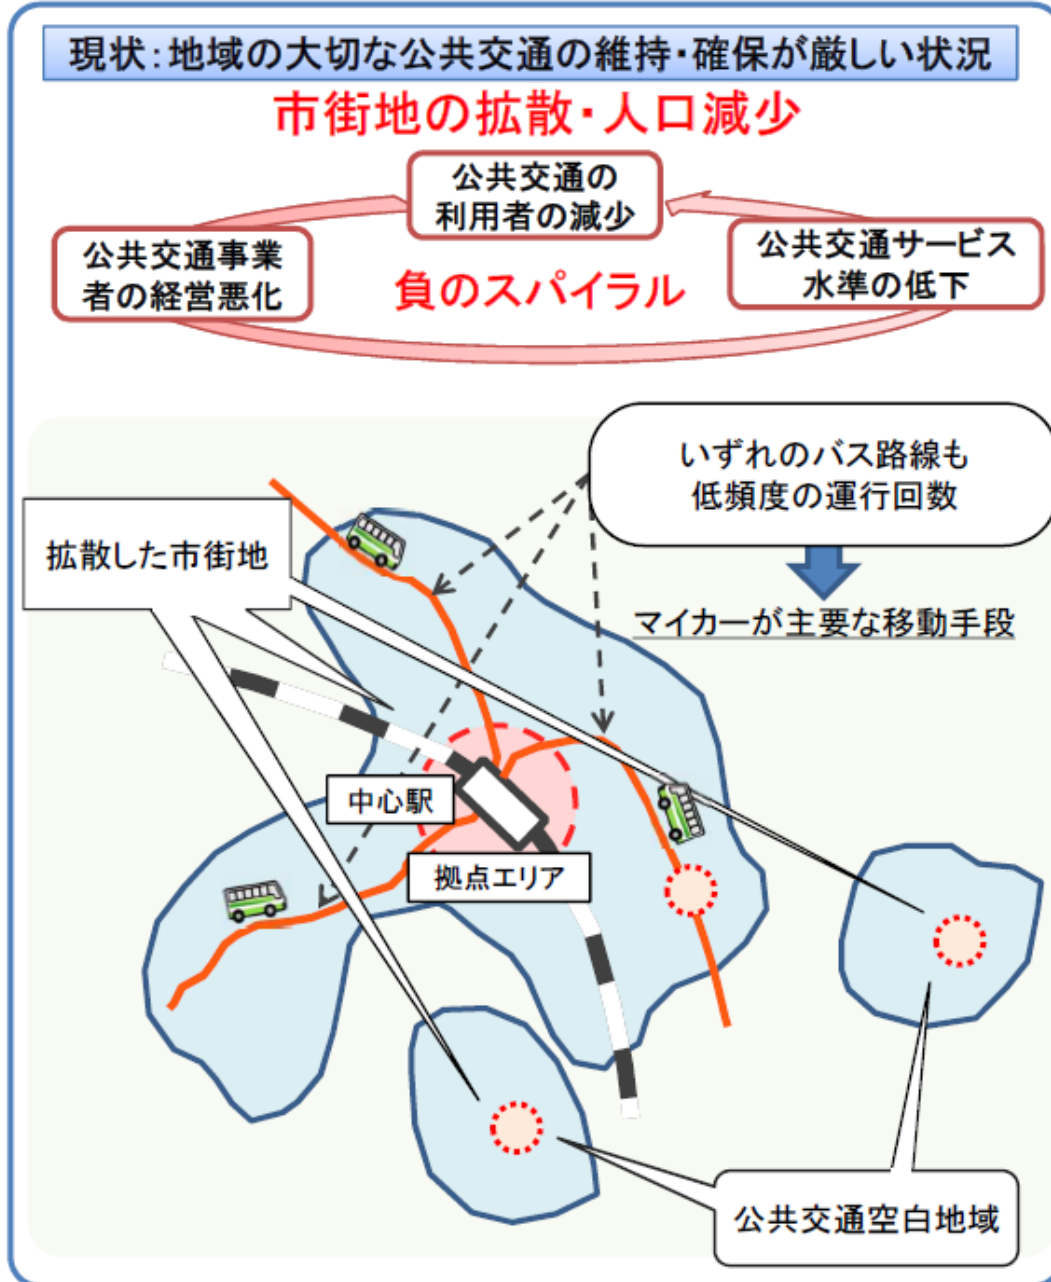 現状：地域の大切な公共交通の維持・確保が厳しい状況
市街地の拡散・人口減少
公共交通の
利用者の減少
公共交通事業
者の経営悪化
負のスパイラル
公共交通サービス
水準の低下
いずれのバス路線も
低頻度の運行回数
拡散した市街地
マイカーが主要な移動手段
中心駅
拠点エリア
公共交通空白地域